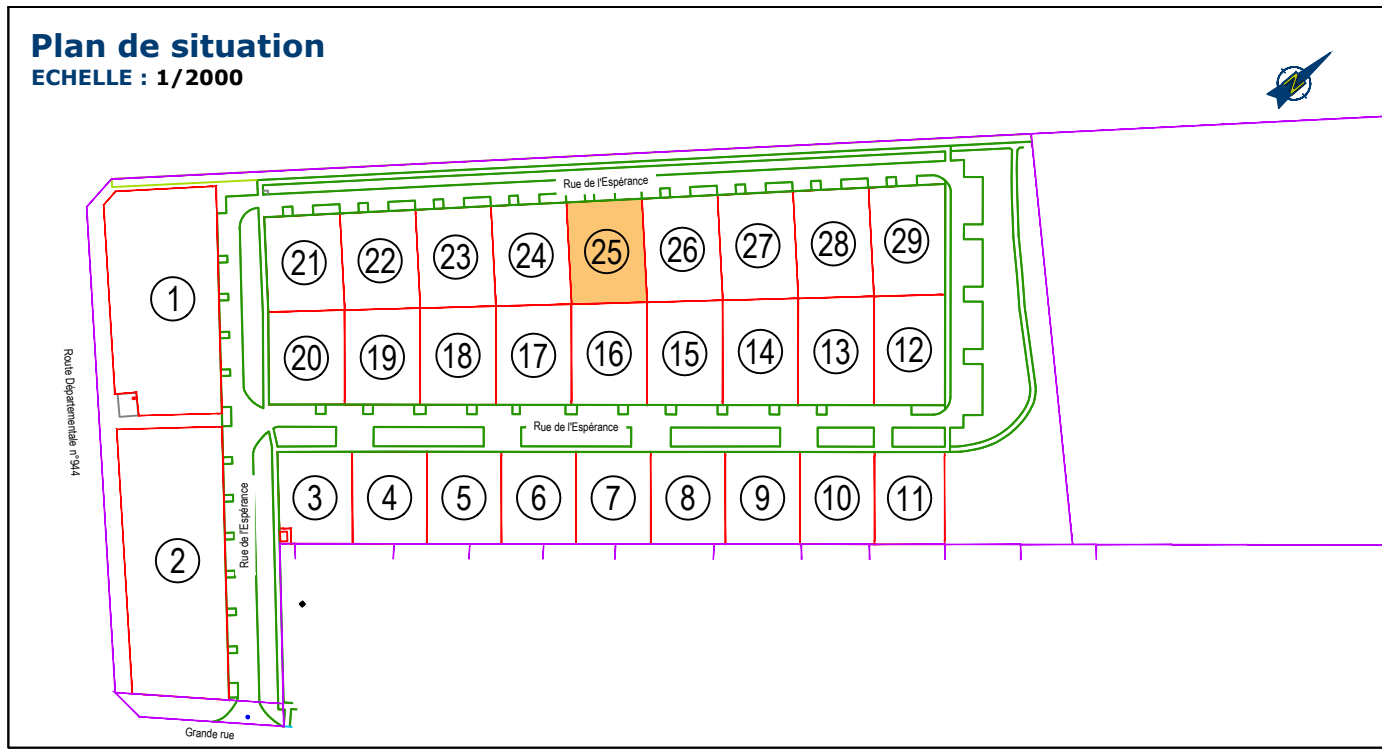 Plan de situation
ECHELLE : 1/2000
N
Rue de l'Espérance
21 22 23 24 25 26 27 28 29
1
20 19 18 17 16 15 14 13 12
Route Départementale n°944
Rue de l'Espérance
3 4 5 6 7 8 9 10 11
Rue de l'Espérance
2
Grande rue